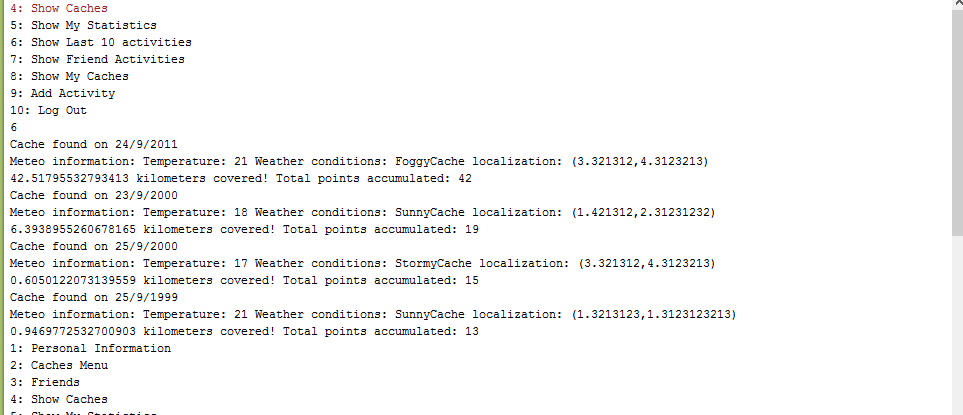 4: Show Caches
5: Show My Statistics
6: Show Last 10 activities
7: Show Friend Activities
8: Show My Caches
9: Add Activity
10: Log Out
6
Cache found on 24/9/2011
Meteo information: Temperature: 21 Weather conditions: FoggyCache localization: (3.321312,4.3123213)
42.51795532793413 kilometers covered! Total points accumulated: 42
Cache found on 23/9/2000
Meteo information: Temperature: 18 Weather conditions: SunnyCache localization: (1.421312,2.31231232)
6.3938955260678165 kilometers covered! Total points accumulated: 19
Cache found on 25/9/2000
Meteo information: Temperature: 17 Weather conditions: StormyCache localization: (3.321312,4.3123213)
0.6050122073139559 kilometers covered! Total points accumulated: 15
Cache found on 25/9/1999
Meteo information: Temperature: 21 Weather conditions: SunnyCache localization: (1.3213123,1.3123123213)
0.9469772532700903 kilometers covered! Total points accumulated: 13
1: Personal Information
2: Caches Menu
3: Friends
4: Show Caches
5: Show My Statistics